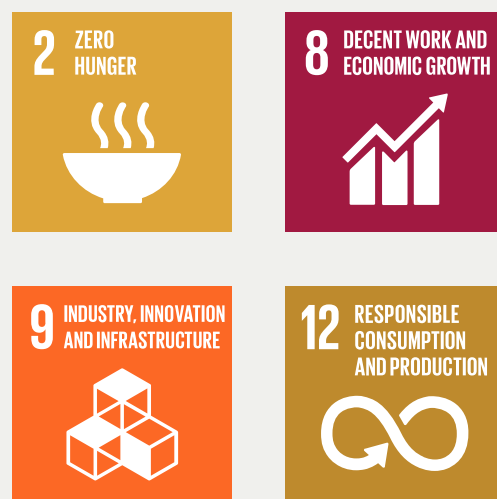 2 ZERO
HUNGER
8 DECENT WORK AND
ECONOMIC GROWTH
9 INDUSTRY, INNOVATION
AND INFRASTRUCTURE
12 RESPONSIBLE
CONSUMPTION
AND PRODUCTION